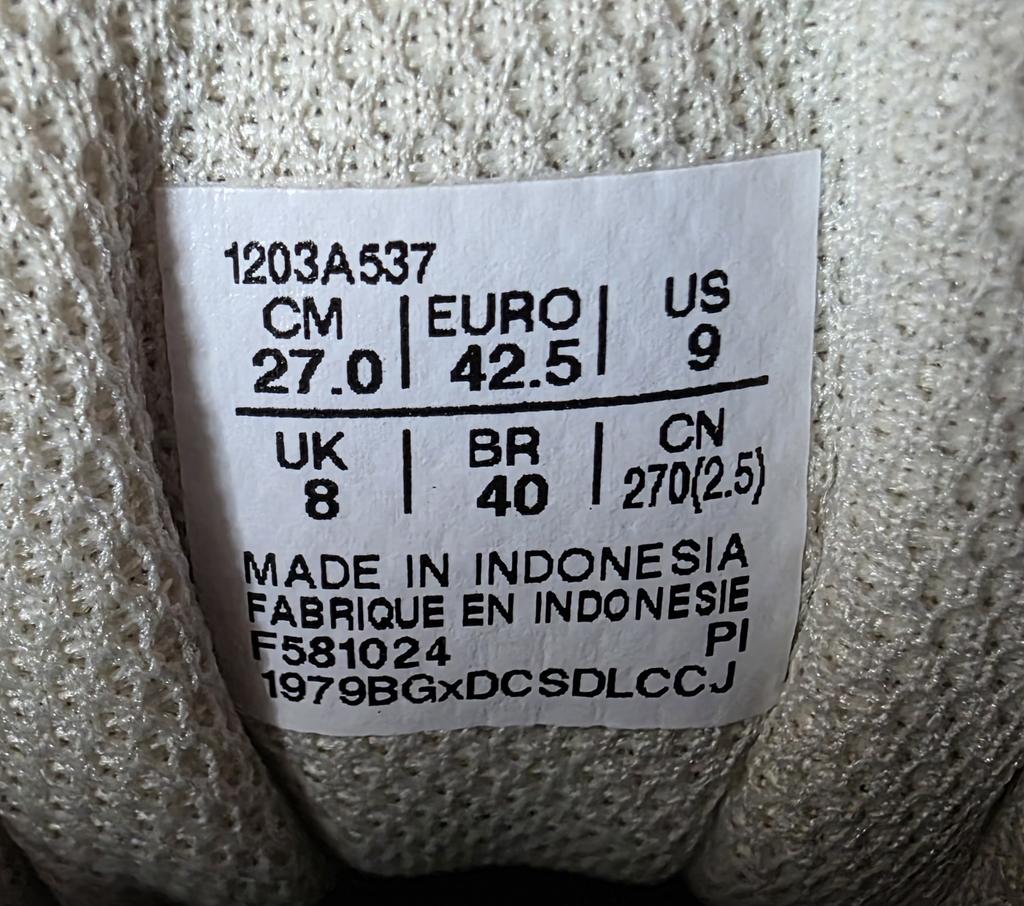 1203A537
CM | EURO | US
27.0 | 42.5 | 9
UK | BR | CN
8 | 40 | 270(2.5)
MADE IN INDONESIA
FABRIQUE EN INDONESIE
F581024 PI
1979BGxDCSDLCCJ